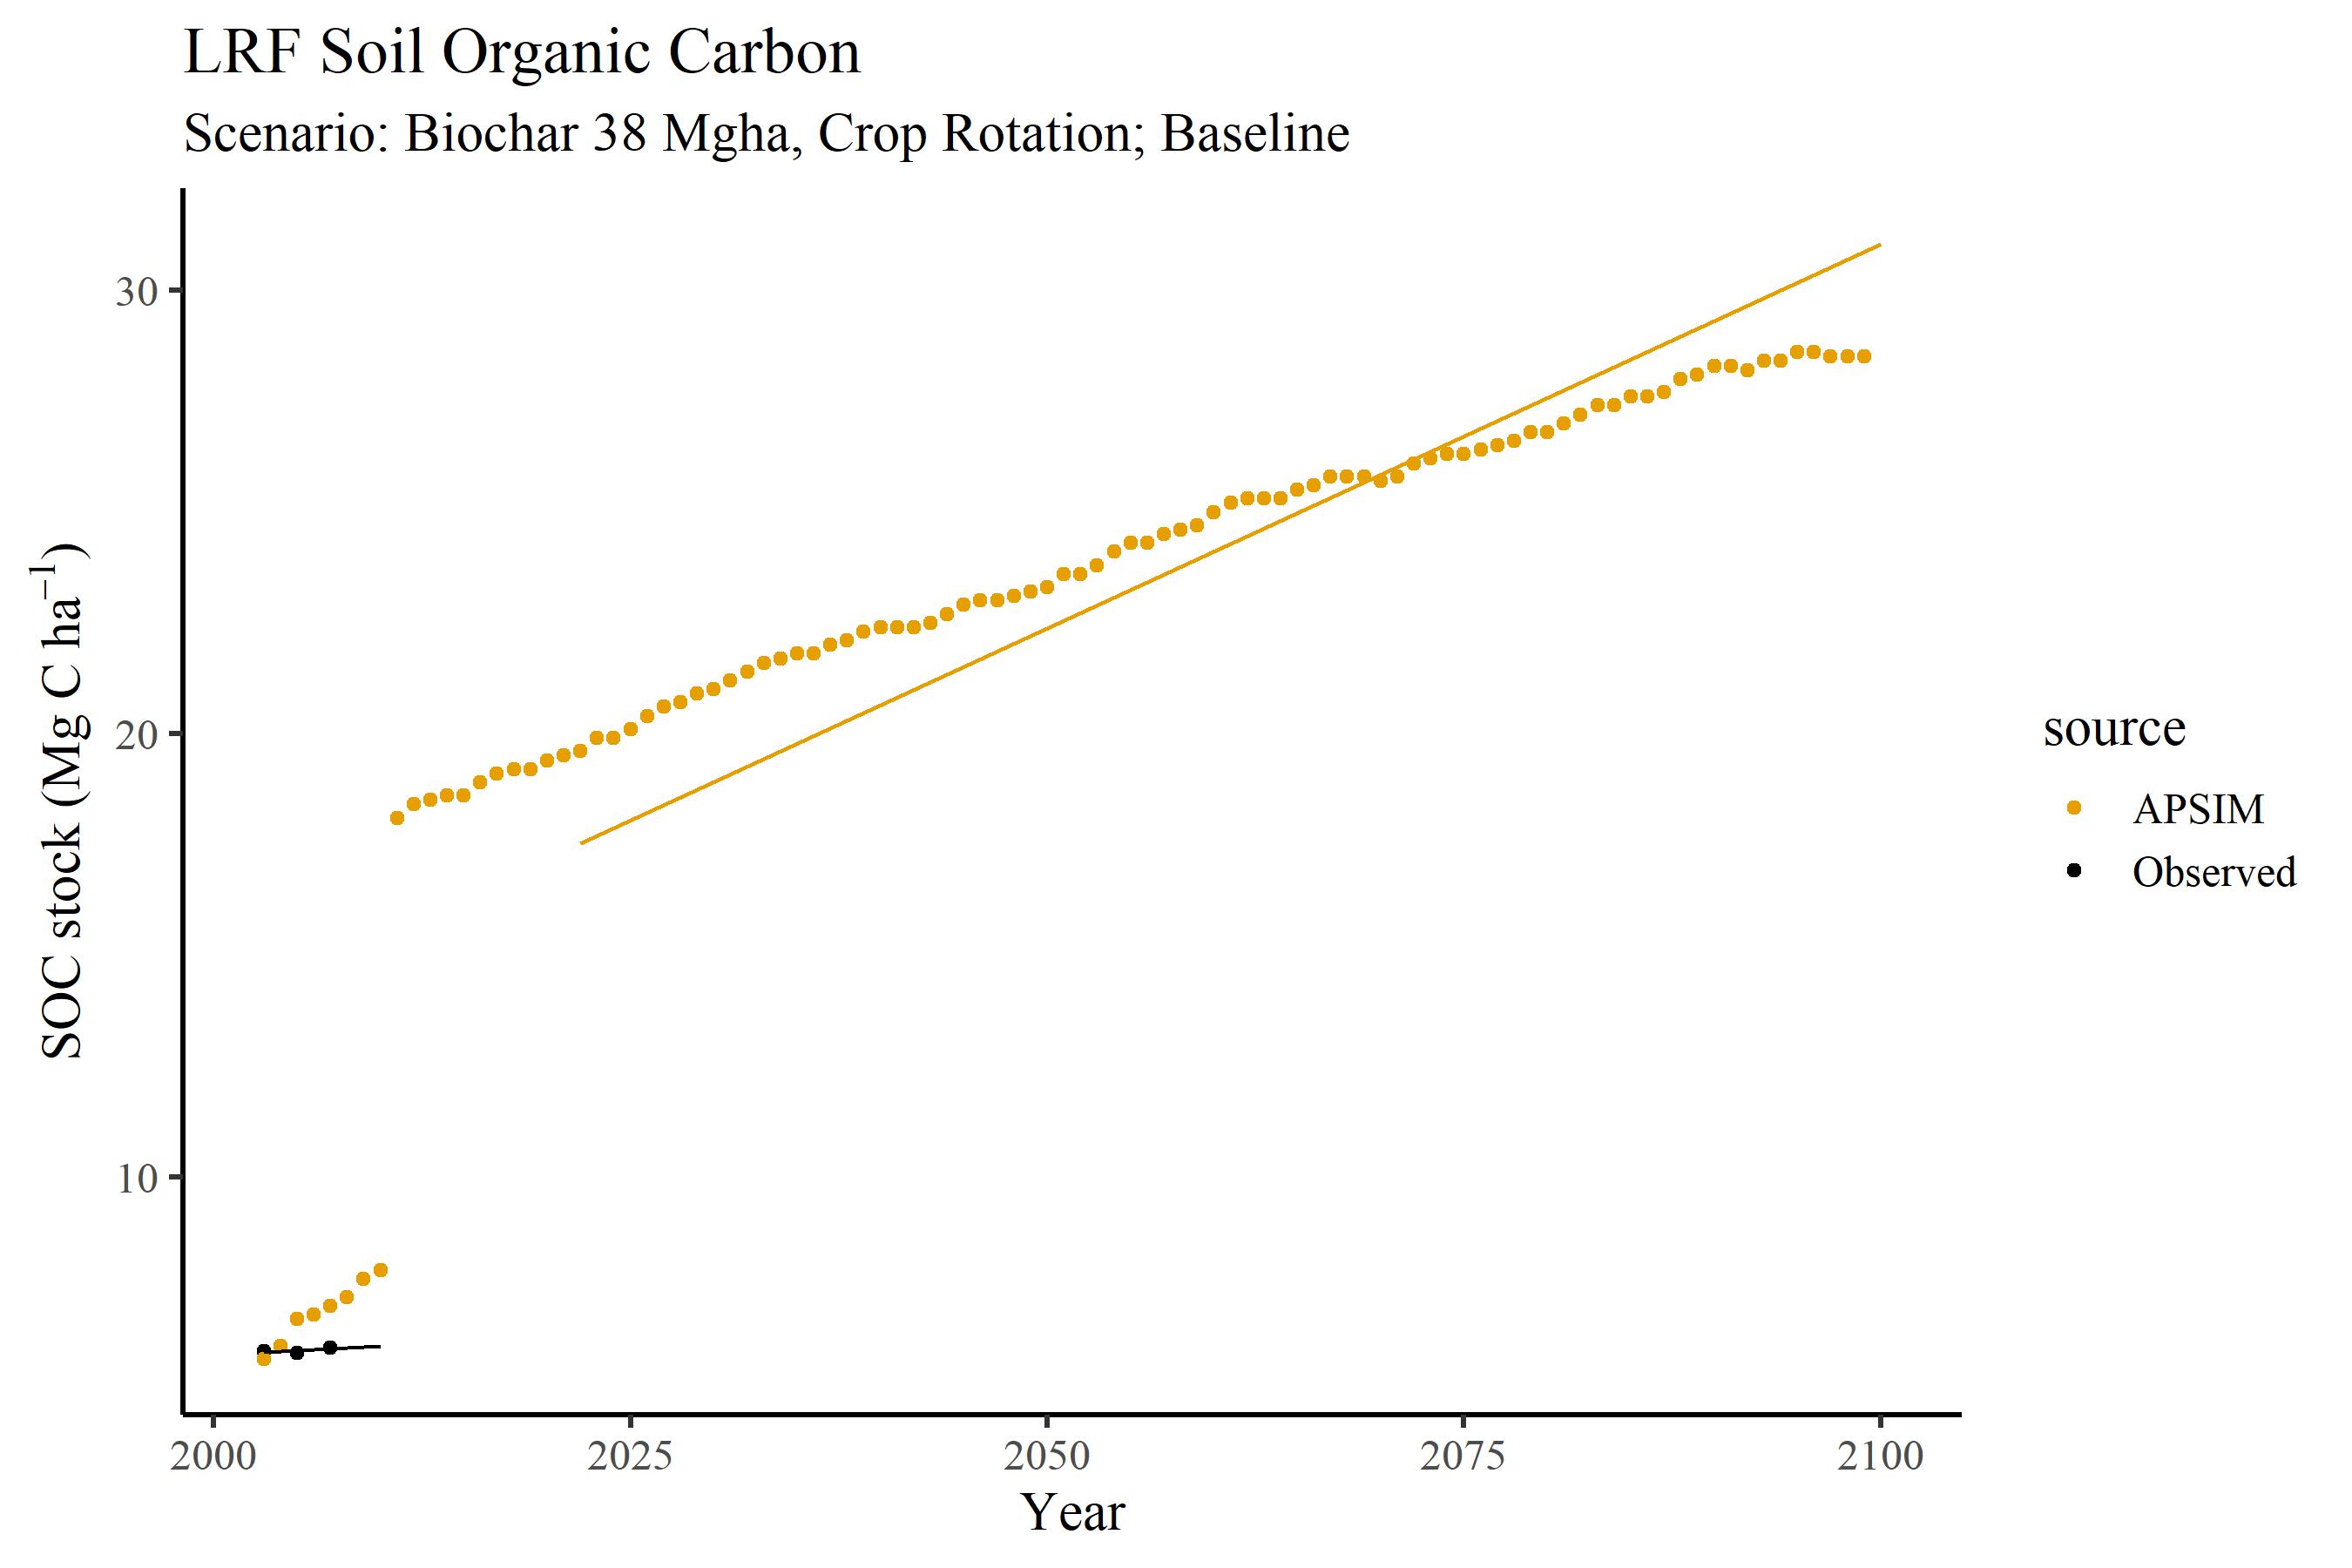 LRF Soil Organic Carbon
Scenario: Biochar 38 Mgha, Crop Rotation; Baseline
SOC stock (Mg C ha⁻¹)
30
20
10
2000 2025 2050 2075 2100
Year
source
APSIM
Observed